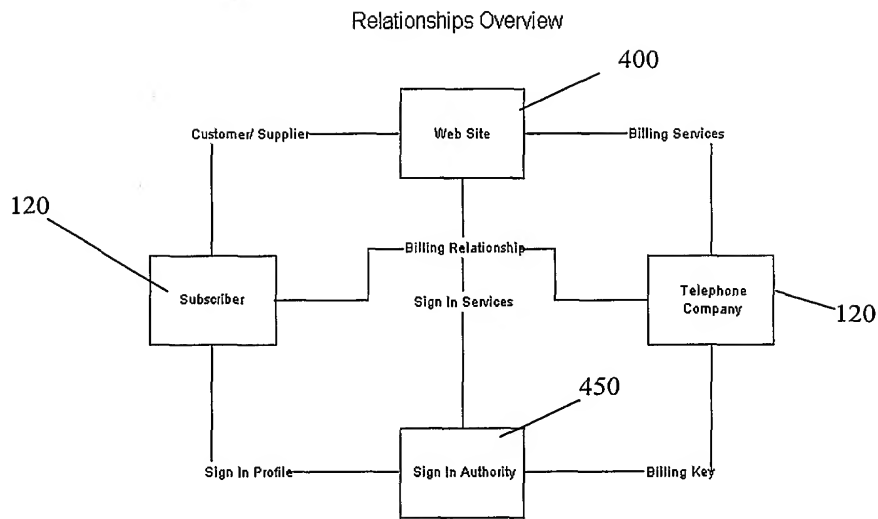 Relationships Overview
400
Customer/ Supplier
Web Site
Billing Services
120
Billing Relationship
Subscriber
Sign In Services
Telephone
Company
120
450
Sign In Profile
Sign In Authority
Billing Key